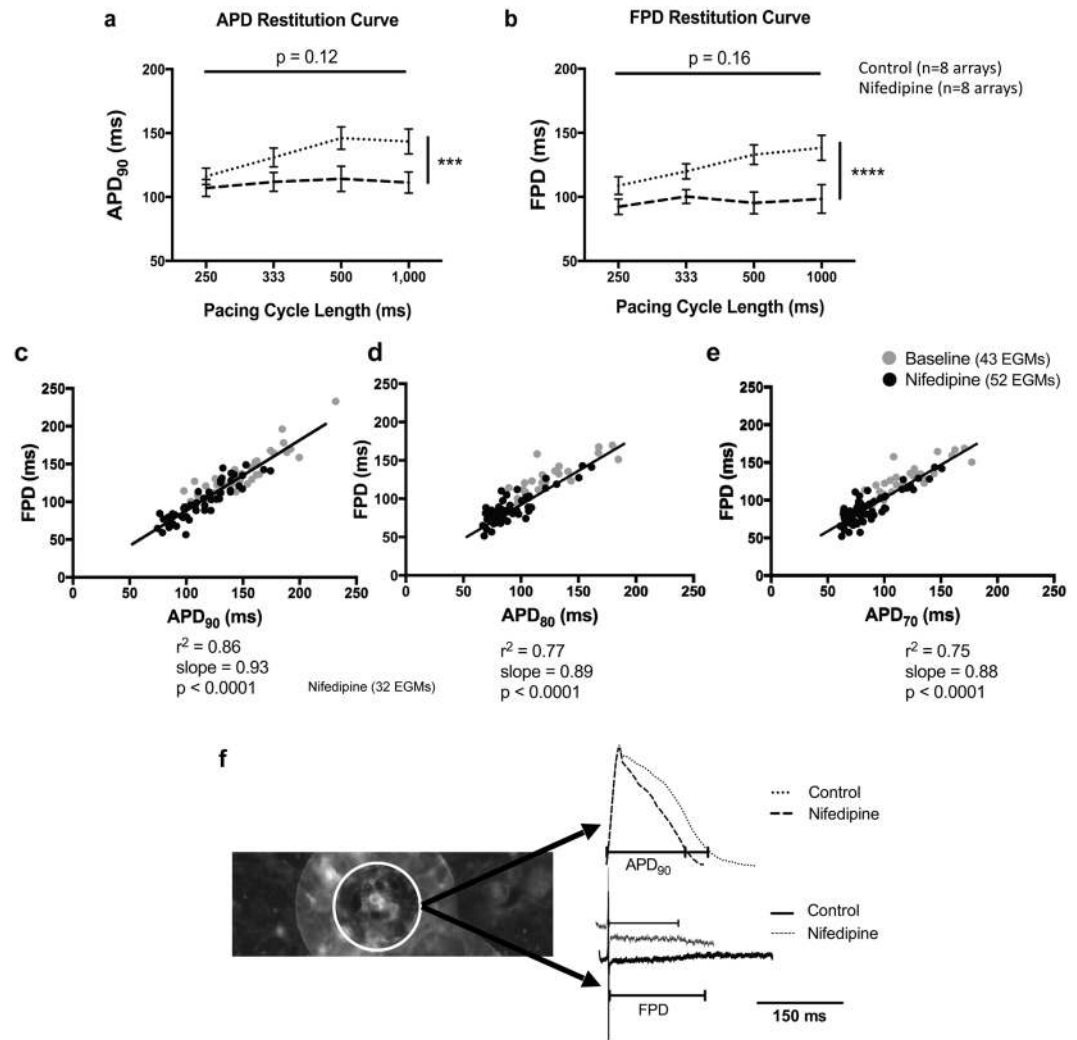 a
APD Restitution Curve
p = 0.12
200
150
100
50
APD90 (ms)
***
250 333 500 1,000
Pacing Cycle Length (ms)
b
FPD Restitution Curve
p = 0.16
200
150
100
50
FPD (ms)
****
250 333 500 1000
Pacing Cycle Length (ms)
Control (n=8 arrays)
Nifedipine (n=8 arrays)
c
250
200
150
100
50
0
FPD (ms)
0 50 100 150 200 250
APD90 (ms)
r2 = 0.86
slope = 0.93
p < 0.0001
Nifedipine (32 EGMs)
d
250
200
150
100
50
0
FPD (ms)
0 50 100 150 200 250
APD80 (ms)
r2 = 0.77
slope = 0.89
p < 0.0001
e
Baseline (43 EGMs)
Nifedipine (52 EGMs)
250
200
150
100
50
0
FPD (ms)
0 50 100 150 200 250
APD70 (ms)
r2 = 0.75
slope = 0.88
p < 0.0001
f
Control
Nifedipine
APD90
Control
Nifedipine
FPD
150 ms